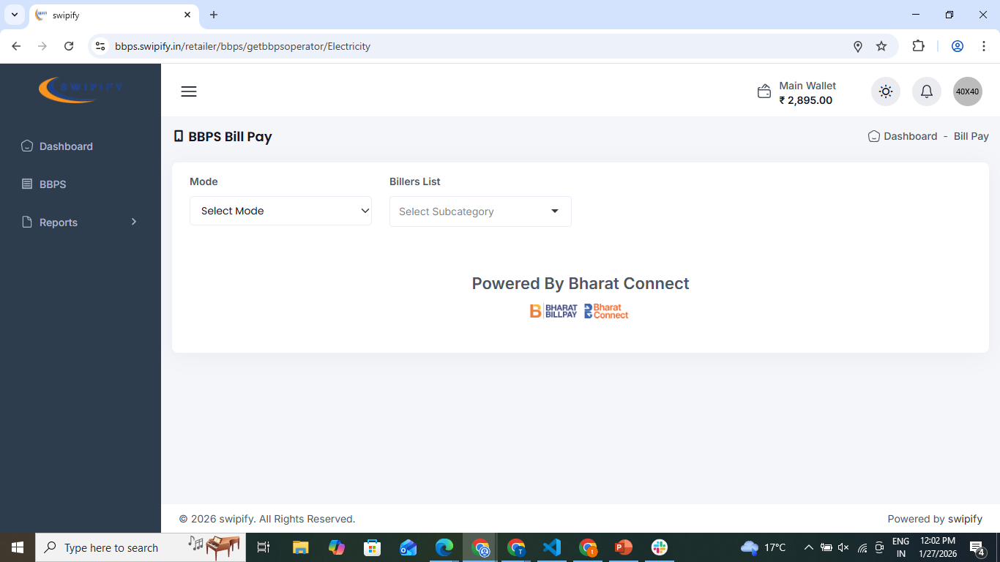 swipify
bbps.swipify.in/retailer/bbps/getbbpsoperator/Electricity
SWIPIFY
Main Wallet
₹ 2,895.00
40X40
Dashboard
BBPS
Reports
BBPS Bill Pay
Dashboard - Bill Pay
Mode
Billers List
Select Mode
Select Subcategory
Powered By Bharat Connect
B BHARAT BILLPAY
Bharat Connect
© 2026 swipify. All Rights Reserved.
Powered by swipify
Type here to search
17°C
ENG
IN
12:02 PM
1/27/2026
4